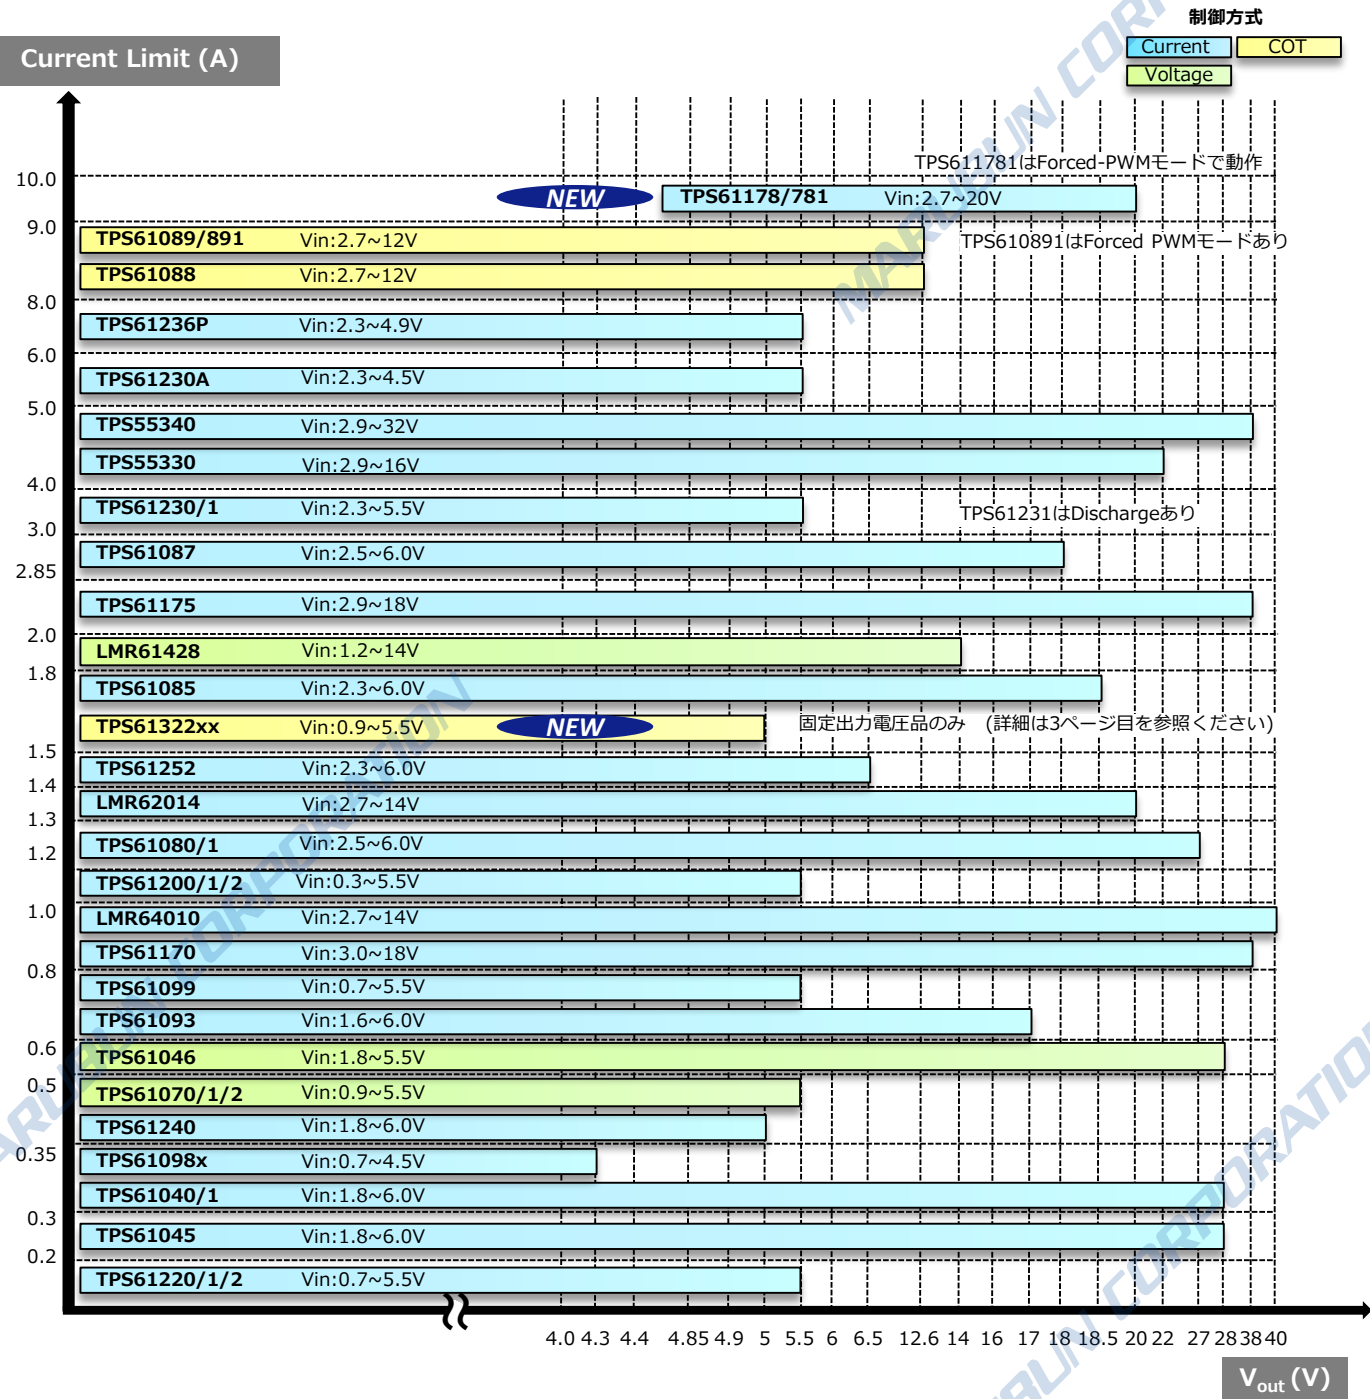 制御方式
Current
COT
Voltage
Current Limit (A)
TPS611781はForced-PWMモードで動作
10.0
NEW
TPS61178/781 Vin:2.7~20V
9.0
TPS61089/891 Vin:2.7~12V
TPS610891はForced PWMモードあり
TPS61088 Vin:2.7~12V
8.0
TPS61236P Vin:2.3~4.9V
6.0
TPS61230A Vin:2.3~4.5V
5.0
TPS55340 Vin:2.9~32V
TPS55330 Vin:2.9~16V
4.0
TPS61230/1 Vin:2.3~5.5V
TPS61231はDischargeあり
3.0
TPS61087 Vin:2.5~6.0V
2.85
TPS61175 Vin:2.9~18V
2.0
LMR61428 Vin:1.2~14V
1.8
TPS61085 Vin:2.3~6.0V
TPS61322xx Vin:0.9~5.5V
NEW
固定出力電圧品のみ (詳細は3ページ目を参照ください)
1.5
TPS61252 Vin:2.3~6.0V
1.4
LMR62014 Vin:2.7~14V
1.3
TPS61080/1 Vin:2.5~6.0V
1.2
TPS61200/1/2 Vin:0.3~5.5V
1.0
LMR64010 Vin:2.7~14V
TPS61170 Vin:3.0~18V
0.8
TPS61099 Vin:0.7~5.5V
TPS61093 Vin:1.6~6.0V
0.6
TPS61046 Vin:1.8~5.5V
0.5
TPS61070/1/2 Vin:0.9~5.5V
TPS61240 Vin:1.8~6.0V
0.35
TPS61098x Vin:0.7~4.5V
TPS61040/1 Vin:1.8~6.0V
0.3
TPS61045 Vin:1.8~6.0V
0.2
TPS61220/1/2 Vin:0.7~5.5V
4.0 4.3 4.4 4.85 4.9 5 5.5 6 6.5 12.6 14 16 17 18 18.5 20 22 27 28 38 40
Vout (V)
MARUBUN CORPORATION
MARUBUN CORPORATION
MARUBUN CORPORATION